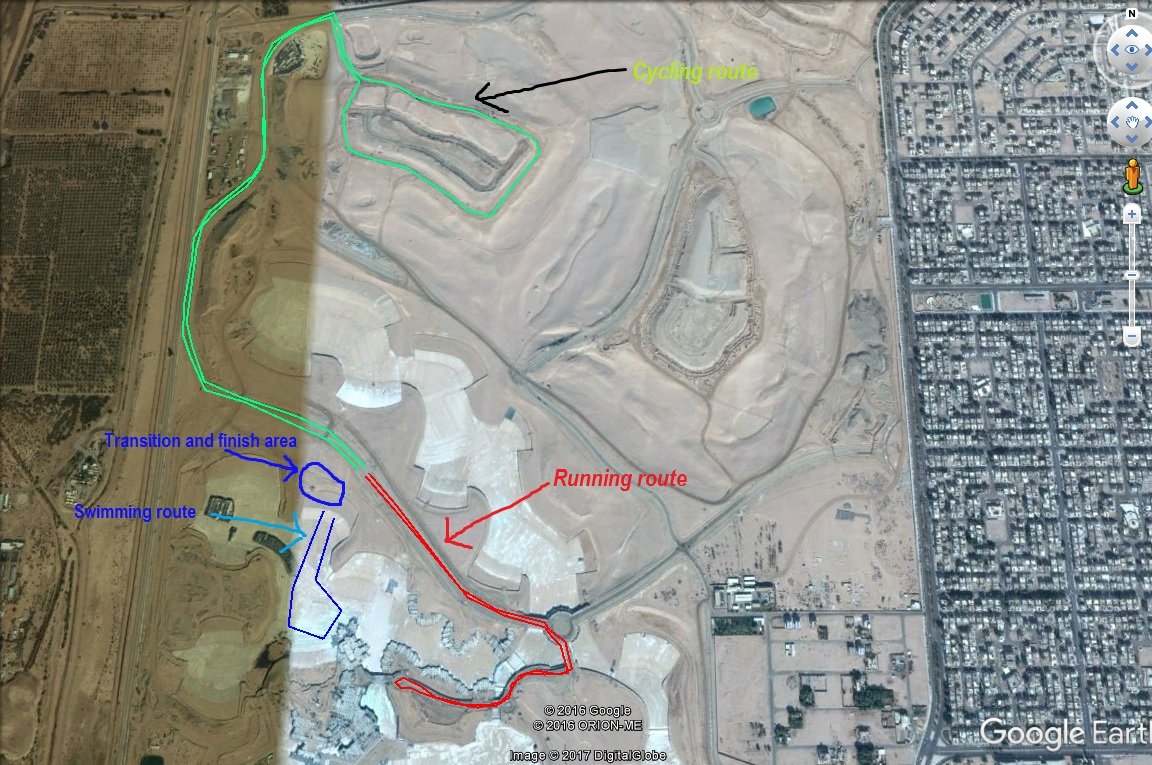 N
Cycling route
Transition and finish area
Running route
Swimming route
© 2016 Google
© 2016 ORION-ME
Image © 2017 DigitalGlobe
Google Earth